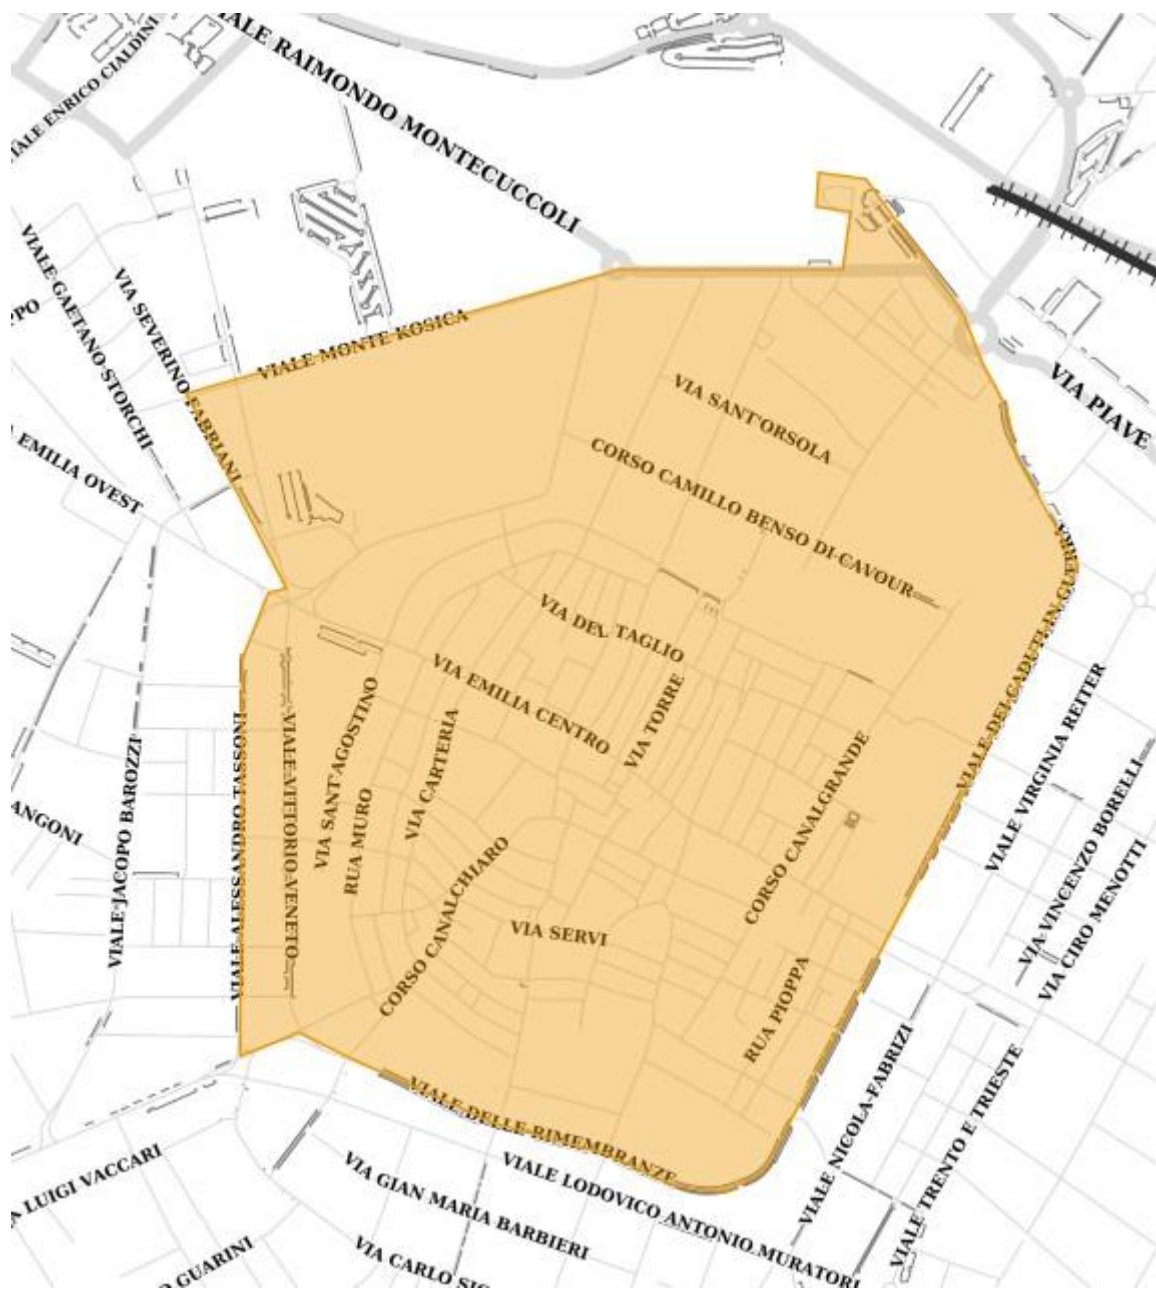 VIALE ENRICO CIALDINI
VIALE RAIMONDO MONTECUCCOLI
VIALE GAETANO STORCHI
VIA SEVERINO FABRIANI
PPO
VIALE MONTE KOSICA
VIA PIAVE
EMILIA OVEST
VIA SANT'ORSOLA
CORSO CAMILLO BENSO DI CAVOUR
VIALE DEI CADUTI IN GUERRA
VIA DEL TAGLIO
VIA EMILIA CENTRO
VIA TORRE
VIA SANT'AGOSTINO
VIA CARTERIA
RUA MURO
VIALE JACOPO BAROZZI
VIALE ALESSANDRO TASSONI
VIALE VITTORIO VENETO
ANGONI
CORSO CANALCHIARO
CORSO CANALGRANDE
VIALE VIRGINIA REITER
VIA VINCENZO BORELLI
VIA CIRO MENOTTI
VIA SERVI
RUA PIOPPA
VIALE DELLE RIMEMBRANZE
VIALE NICOLA FABRIZI
VIALE TRENTO E TRIESTE
LUIGI VACCARI
VIA GIAN MARIA BARBIERI
VIALE LODOVICO ANTONIO MURATORI
GUARINI
VIA CARLO SIG